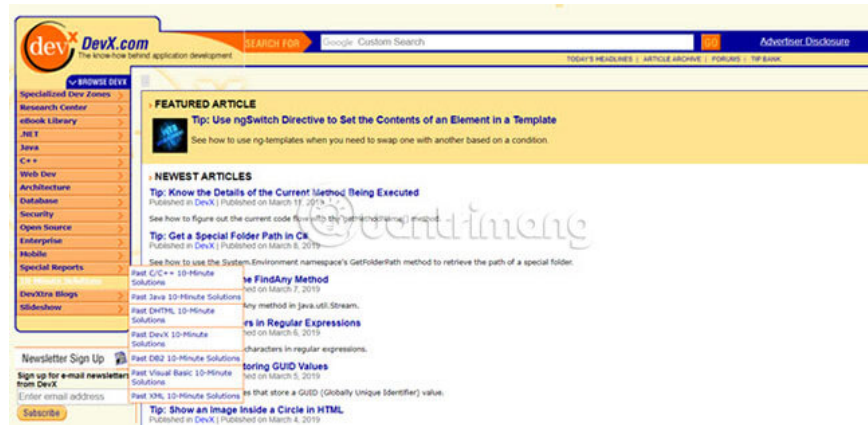 dev
DevX.com
The know-how behind application development
SEARCH FOR
Google Custom Search
GO
Advertiser Disclosure
TODAY'S HEADLINES | ARTICLE ARCHIVE | FORUMS | TIP BANK
BROWSE DEVX
Specialized Dev Zones
Research Center
eBook Library
.NET
Java
C++
Web Dev
Architecture
Database
Security
Open Source
Enterprise
Mobile
Special Reports
10-Minute Solutions
DevXtra Blogs
Slideshow
Past C/C++ 10-Minute
Solutions
Past Java 10-Minute Solutions
Past DHTML 10-Minute
Solutions
Past DevX 10-Minute
Solutions
Past DB2 10-Minute Solutions
Past Visual Basic 10-Minute
Solutions
Past XML 10-Minute Solutions
Newsletter Sign Up
Sign up for e-mail newsletters
from DevX
Enter email address
Subscribe
FEATURED ARTICLE
Tip: Use ngSwitch Directive to Set the Contents of an Element in a Template
See how to use ng-templates when you need to swap one with another based on a condition.
NEWEST ARTICLES
Tip: Know the Details of the Current Method Being Executed
Published in DevX | Published on March 11, 2019
See how to figure out the current code flow with the method.
Tip: Get a Special Folder Path in C#
Published in DevX | Published on March 8, 2019
See how to use the System.Environment namespace's GetFolderPath method to retrieve the path of a special folder.
he FindAny Method
hed on March 7, 2019
Any method in java.util.Stream.
rs in Regular Expressions
hed on March 6, 2019
characters in regular expressions.
toring GUID Values
hed on March 5, 2019
es that store a GUID (Globally Unique Identifier) value.
Tip: Show an Image Inside a Circle in HTML
Published in DevX | Published on March 4, 2019
quantrimang